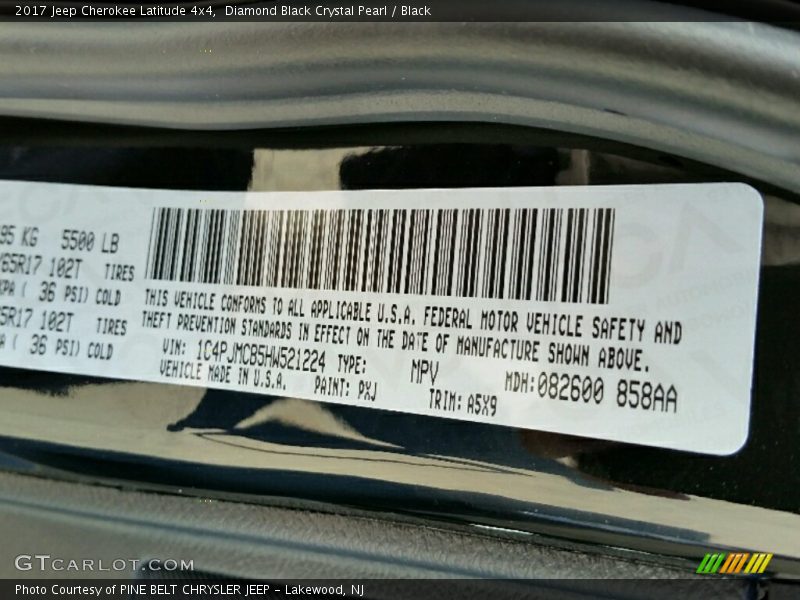 2017 Jeep Cherokee Latitude 4x4, Diamond Black Crystal Pearl / Black
95 KG 5500 LB
65R17 102T TIRES
KPA ( 36 PSI) COLD
5R17 102T TIRES
A ( 36 PSI) COLD
THIS VEHICLE CONFORMS TO ALL APPLICABLE U.S.A. FEDERAL MOTOR VEHICLE SAFETY AND
THEFT PREVENTION STANDARDS IN EFFECT ON THE DATE OF MANUFACTURE SHOWN ABOVE.
VIN: 1C4PJMCB5HW521224 TYPE: MPV MDH:082600 858AA
VEHICLE MADE IN U.S.A. PAINT: PXJ TRIM: A5X9
GTCARLOT.COM
Photo Courtesy of PINE BELT CHRYSLER JEEP - Lakewood, NJ